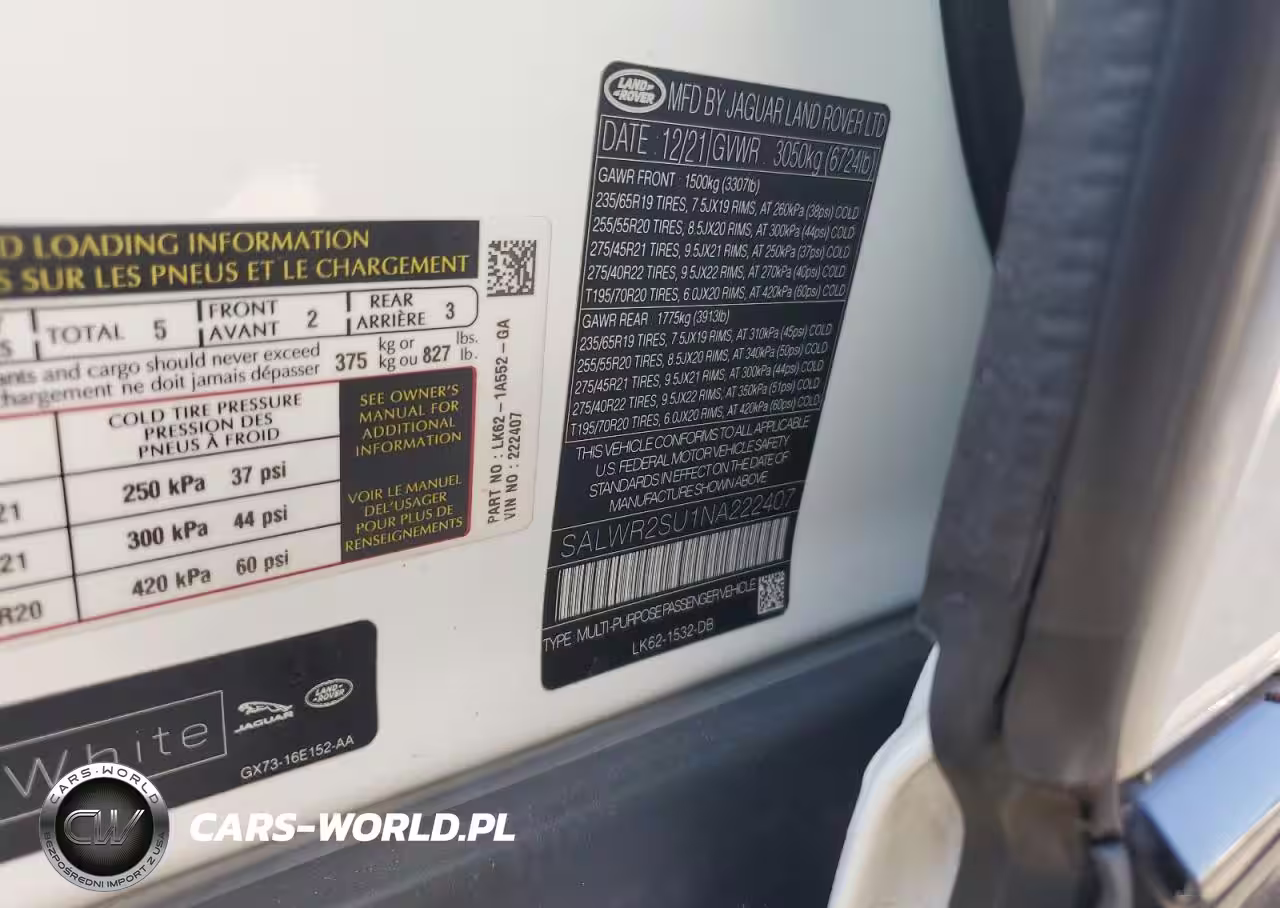 D LOADING INFORMATION
S SUR LES PNEUS ET LE CHARGEMENT
TOTAL 5
FRONT
AVANT 2
REAR
ARRIÈRE 3
ants and cargo should never exceed
chargement ne doit jamais dépasser
375 kg or
kg ou 827 lbs.
lb.
COLD TIRE PRESSURE
PRESSION DES
PNEUS À FROID
250 kPa 37 psi
21
300 kPa 44 psi
21
420 kPa 60 psi
R20
SEE OWNER'S
MANUAL FOR
ADDITIONAL
INFORMATION
VOIR LE MANUEL
DE L'USAGER
POUR PLUS DE
RENSEIGNEMENTS
PART NO : LK62-1A552-GA
VIN NO : 222407
LAND
ROVER
MFD BY JAGUAR LAND ROVER LTD
DATE : 12/21 GVWR : 3050kg (6724lb)
GAWR FRONT : 1500kg (3307lb)
235/65R19 TIRES, 7.5JX19 RIMS, AT 260kPa (38psi) COLD
255/55R20 TIRES, 8.5JX20 RIMS, AT 300kPa (44psi) COLD
275/45R21 TIRES, 9.5JX21 RIMS, AT 250kPa (37psi) COLD
275/40R22 TIRES, 9.5JX22 RIMS, AT 270kPa (40psi) COLD
T195/70R20 TIRES, 6.0JX20 RIMS, AT 420kPa (60psi) COLD
GAWR REAR : 1775kg (3913lb)
235/65R19 TIRES, 7.5JX19 RIMS, AT 310kPa (45psi) COLD
255/55R20 TIRES, 8.5JX20 RIMS, AT 340kPa (50psi) COLD
275/45R21 TIRES, 9.5JX21 RIMS, AT 300kPa (44psi) COLD
275/40R22 TIRES, 9.5JX22 RIMS, AT 350kPa (51psi) COLD
T195/70R20 TIRES, 6.0JX20 RIMS, AT 420kPa (60psi) COLD
THIS VEHICLE CONFORMS TO ALL APPLICABLE
U.S. FEDERAL MOTOR VEHICLE SAFETY
STANDARDS IN EFFECT ON THE DATE OF
MANUFACTURE SHOWN ABOVE
SALWR2SU1NA222407
TYPE: MULTI-PURPOSE PASSENGER VEHICLE
LK62-1532-DB
White
JAGUAR
LAND
ROVER
GX73-16E152-AA
CARS-WORLD
CW
BEZPOŚREDNI IMPORT Z USA
CARS-WORLD.PL